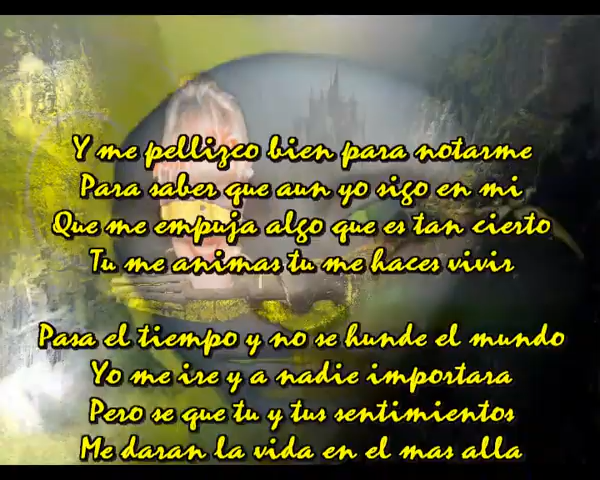 Y me pellizco bien para notarme
Para saber que aun yo sigo en mi
Que me empuja algo que es tan cierto
Tu me animas tu me haces vivir
Pasa el tiempo y no se hunde el mundo
Yo me ire y a nadie importara
Pero se que tu y tus sentimientos
Me daran la vida en el mas alla